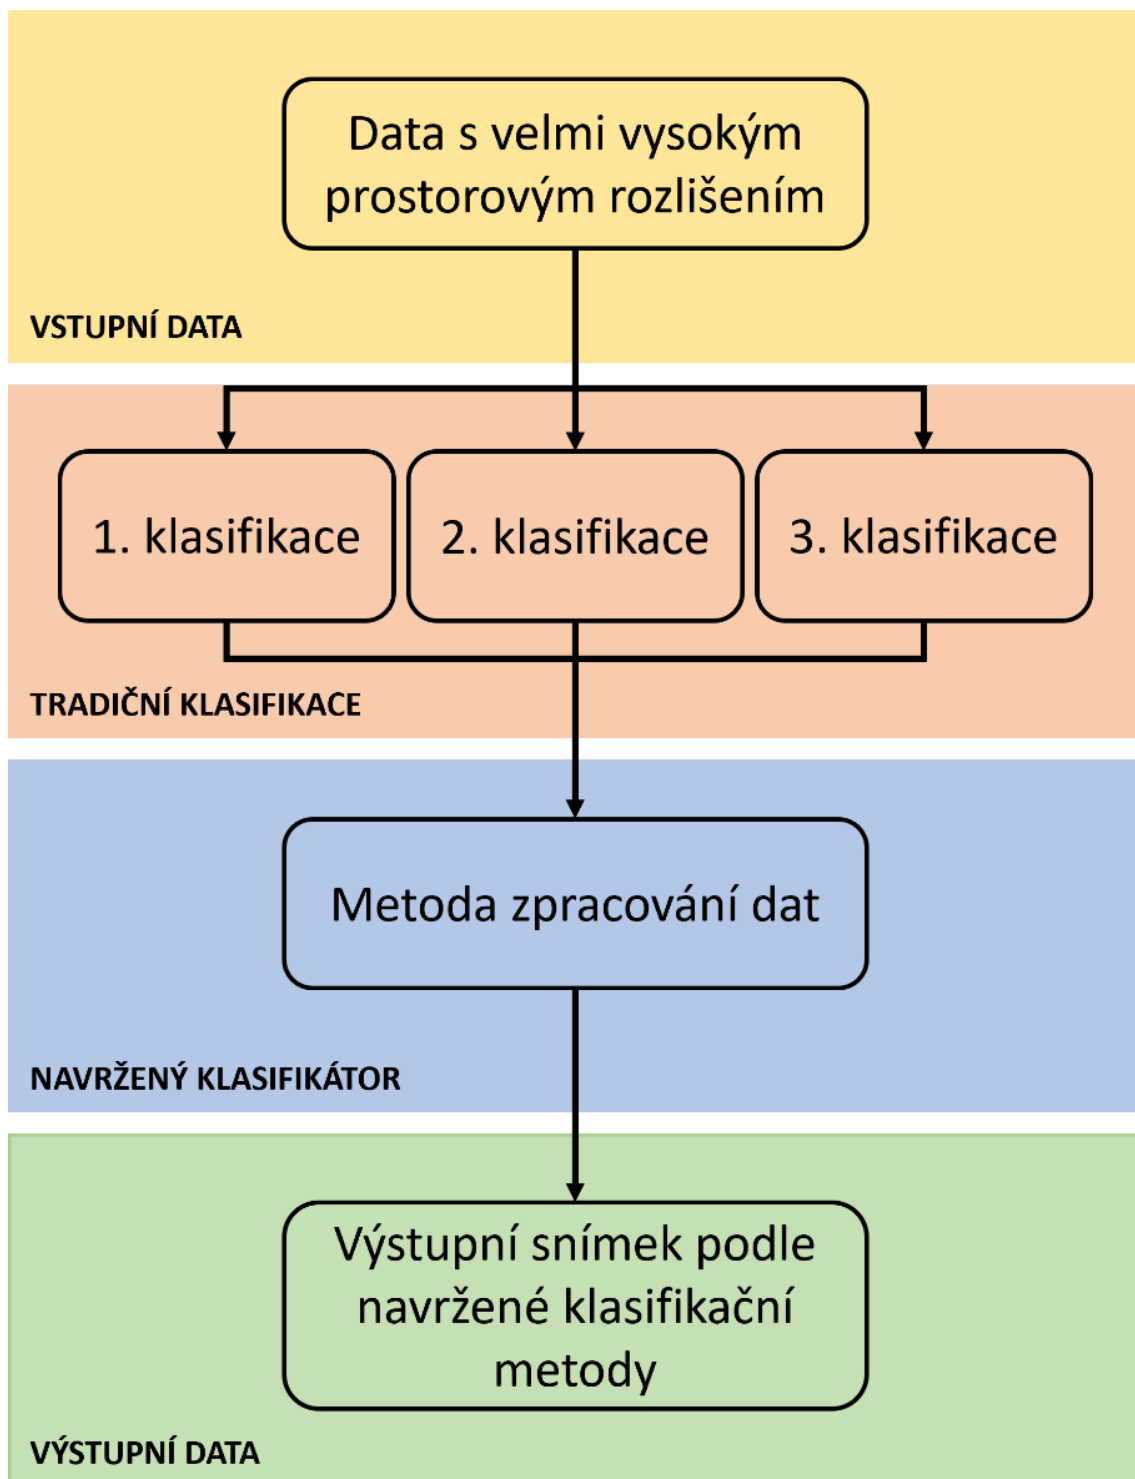 Data s velmi vysokým
prostorovým rozlišením
VSTUPNÍ DATA
1. klasifikace
2. klasifikace
3. klasifikace
TRADIČNÍ KLASIFIKACE
Metoda zpracování dat
NAVRŽENÝ KLASIFIKÁTOR
Výstupní snímek podle
navržené klasifikační
metody
VÝSTUPNÍ DATA